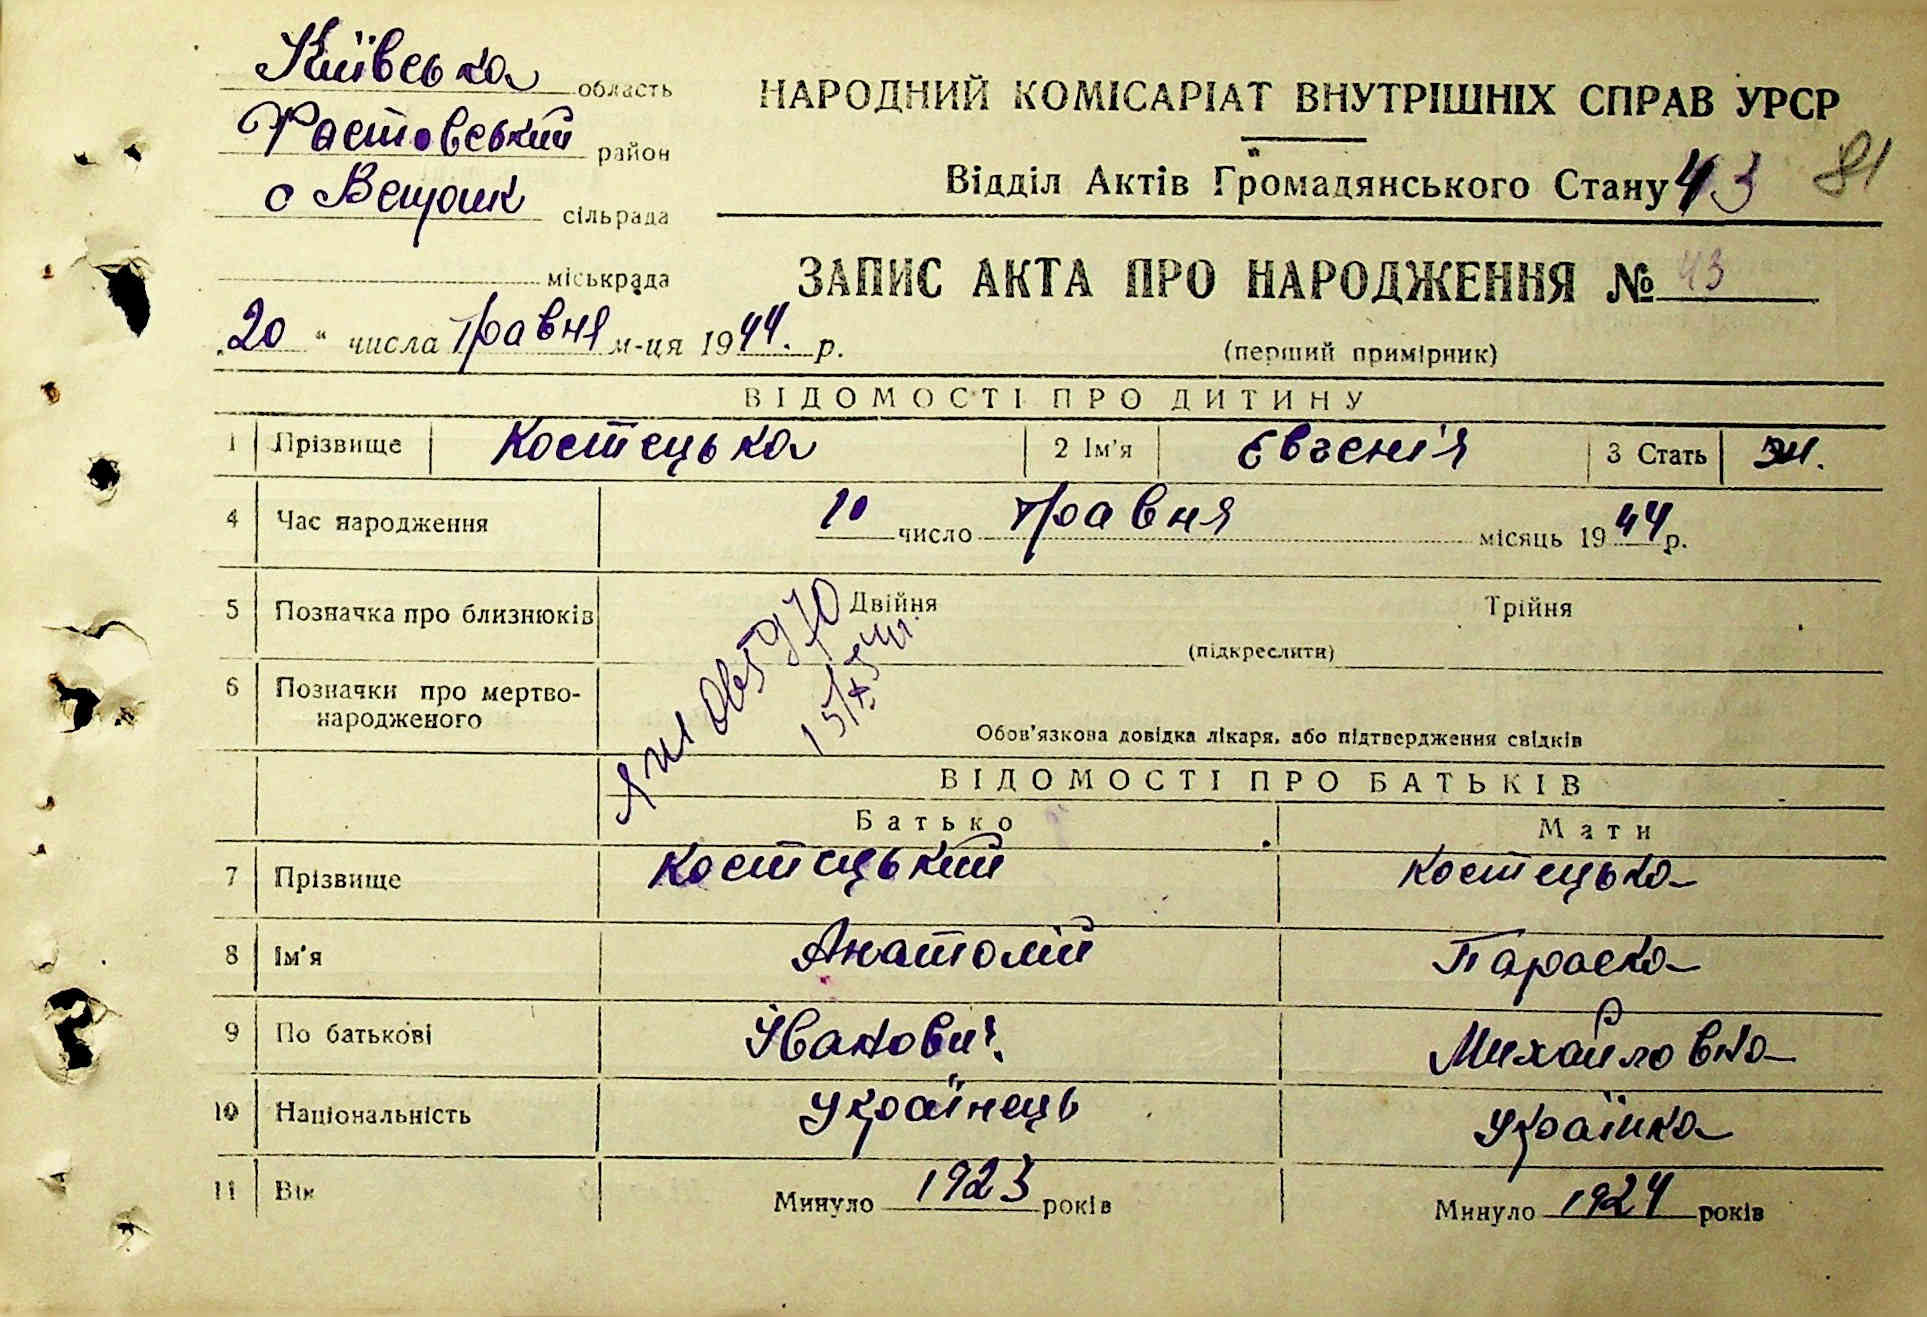 Київська область
Фастовський район
с Вещок сільрада
міськрада
НАРОДНИЙ КОМІСАРІАТ ВНУТРІШНІХ СПРАВ УРСР
81
Відділ Актів Громадянського Стану 43
ЗАПИС АКТА ПРО НАРОДЖЕННЯ № 43
„20" числа травня м-ця 1944. р.
(перший примірник)
ВІДОМОСТІ ПРО ДИТИНУ
1 Прізвище Костецька 2 Ім'я Євгенія 3 Стать ж.
4 Час народження 10 число травня місяць 1944 р.
5 Позначка про близнюків Двійня Трійня
(підкреслити)
6 Позначки про мертво-
народженого
Обов'язкова довідка лікаря, або підтвердження свідків
ВІДОМОСТІ ПРО БАТЬКІВ
Батько Мати
7 Прізвище Костецький Костецька
8 Ім'я Анатолій Параска
9 По батькові Іванович. Михайловна
10 Національність Українець Українка
11 Вік Минуло 1923 років Минуло 1924 років